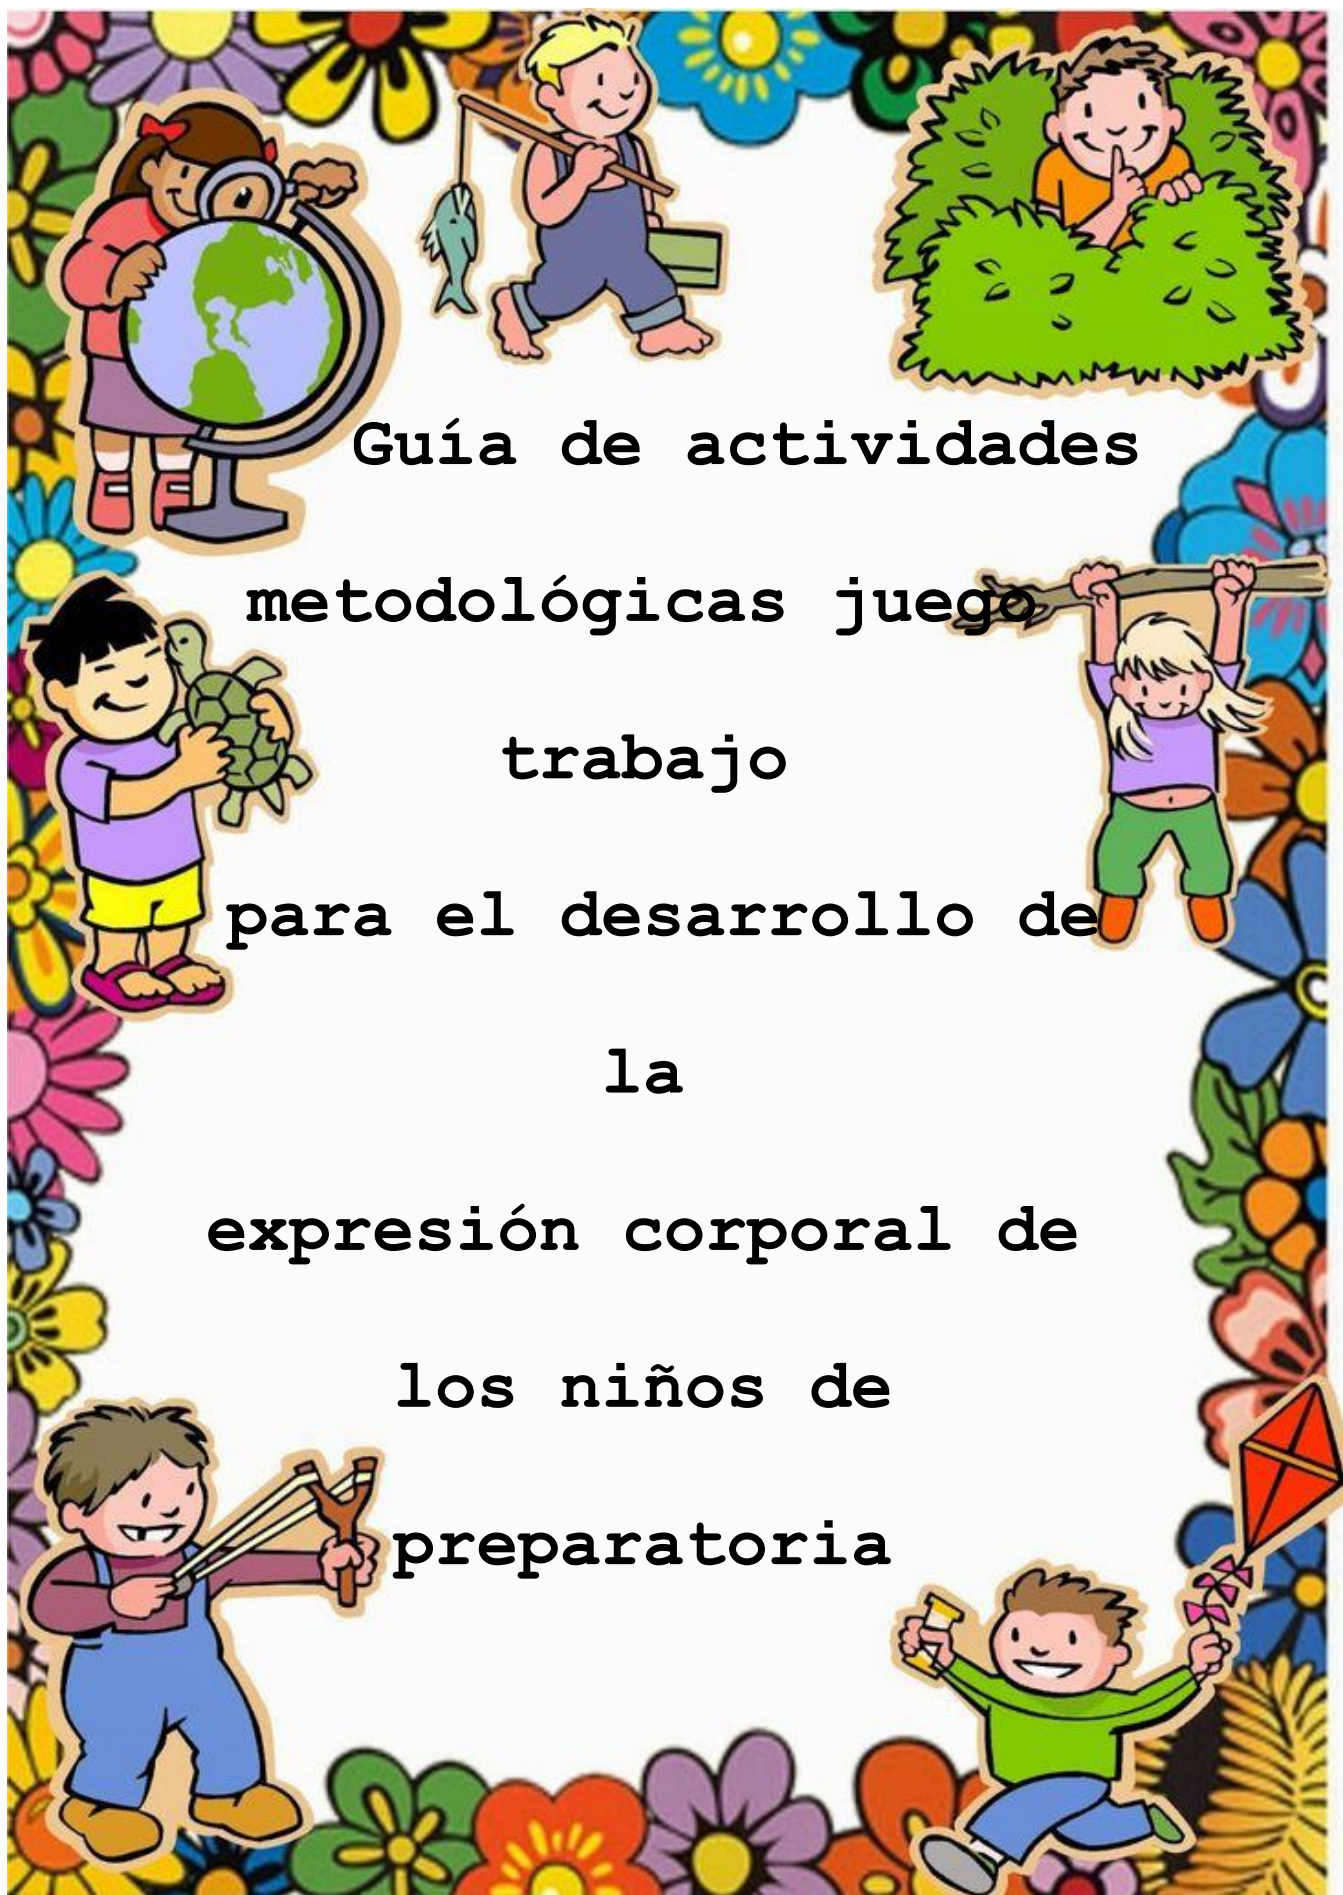 Guía de actividades
metodológicas juego
trabajo
para el desarrollo de
la
expresión corporal de
los niños de
preparatoria